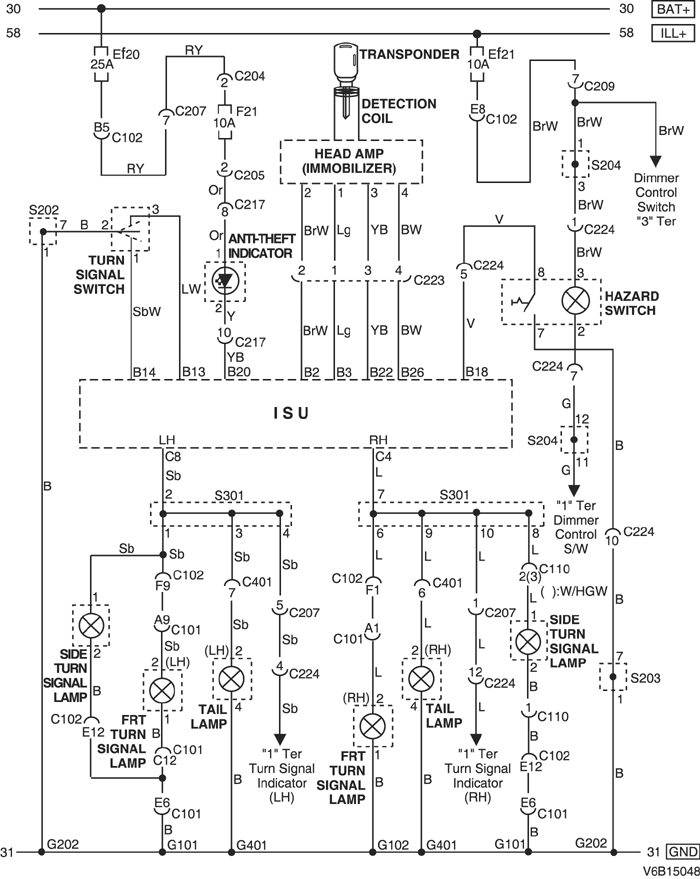 30 30 BAT+
58 58 ILL+
Ef20
25A
RY
C204
2
TRANSPONDER
Ef21
10A
7
C209
C207
7
F21
10A
DETECTION
COIL
E8
C102
BrW
BrW
BrW
B5
C102
RY
2
C205
HEAD AMP
(IMMOBILIZER)
1
S204
3
Dimmer
Control
Switch
"3" Ter
Or
8
C217
2 1 3 4
BrW
S202
7 B 2
3
1
1
Or
ANTI-THEFT
INDICATOR
1
BrW Lg YB BW
V
1
C224
BrW
TURN
SIGNAL
SWITCH
2 1 3 4
C223
5
C224
8 3
LW
2
Y
HAZARD
SWITCH
SbW
10
C217
YB
BrW Lg YB BW
V
7 2
B14 B13 B20 B2 B3 B22 B26 B18
C224
7
ISU
G
12
S204
11
G
B
LH RH
C8 C4
Sb L
B
2
S301
7
S301
"1" Ter
Dimmer
Control
S/W
1 3 4
6 9 10 8
C224
10
Sb Sb Sb Sb
L L L L
C102
F9
C401
7
C102
F1
C401
6
C110
2(3)
( ):W/HGW
1
5
C207
1
C207
L
1
SIDE
TURN
SIGNAL
LAMP
B
A9
C101
Sb
Sb
Sb
A1
C101
L
L
L
2
SIDE
TURN
SIGNAL
LAMP
2 (LH)
(LH) 2
4
C224
(RH) 2
12
C224
2
7
S203
1
B
Sb
L
B
C102
E12
FRT
TURN
SIGNAL
LAMP
1
B
TAIL
LAMP
4
(RH) 2
TAIL
LAMP
4
1
C110
B
C101
C12
"1" Ter
Turn Signal
Indicator
(LH)
FRT
TURN
SIGNAL
LAMP
1
"1" Ter
Turn Signal
Indicator
(RH)
C102
E12
B
B
B
B
B
E6
C101
B
E6
C101
B
31 G202 G101 G401 G102 G401 G101 G202 31 GND
V6B15048